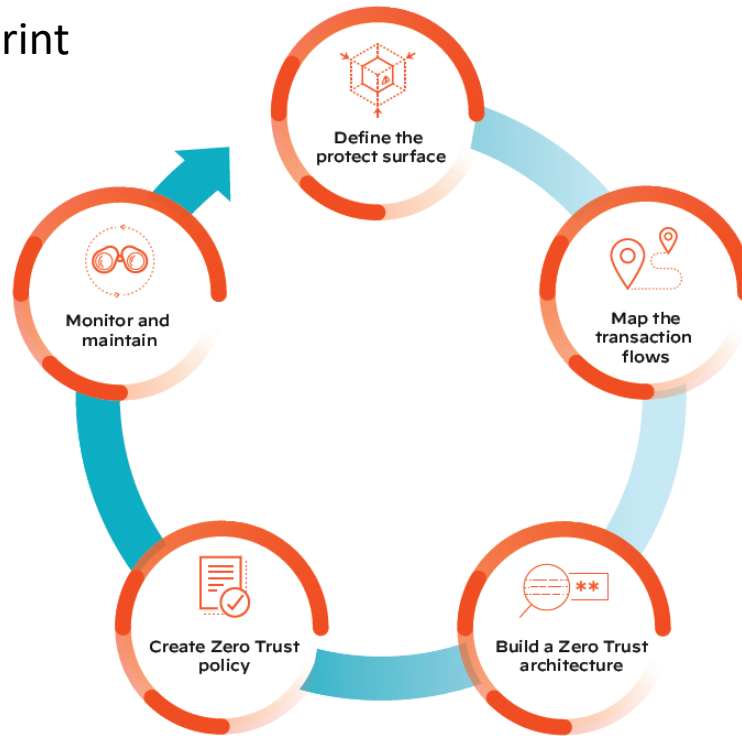 rint
Define the
protect surface
Map the
transaction
flows
Build a Zero Trust
architecture
**
Create Zero Trust
policy
Monitor and
maintain